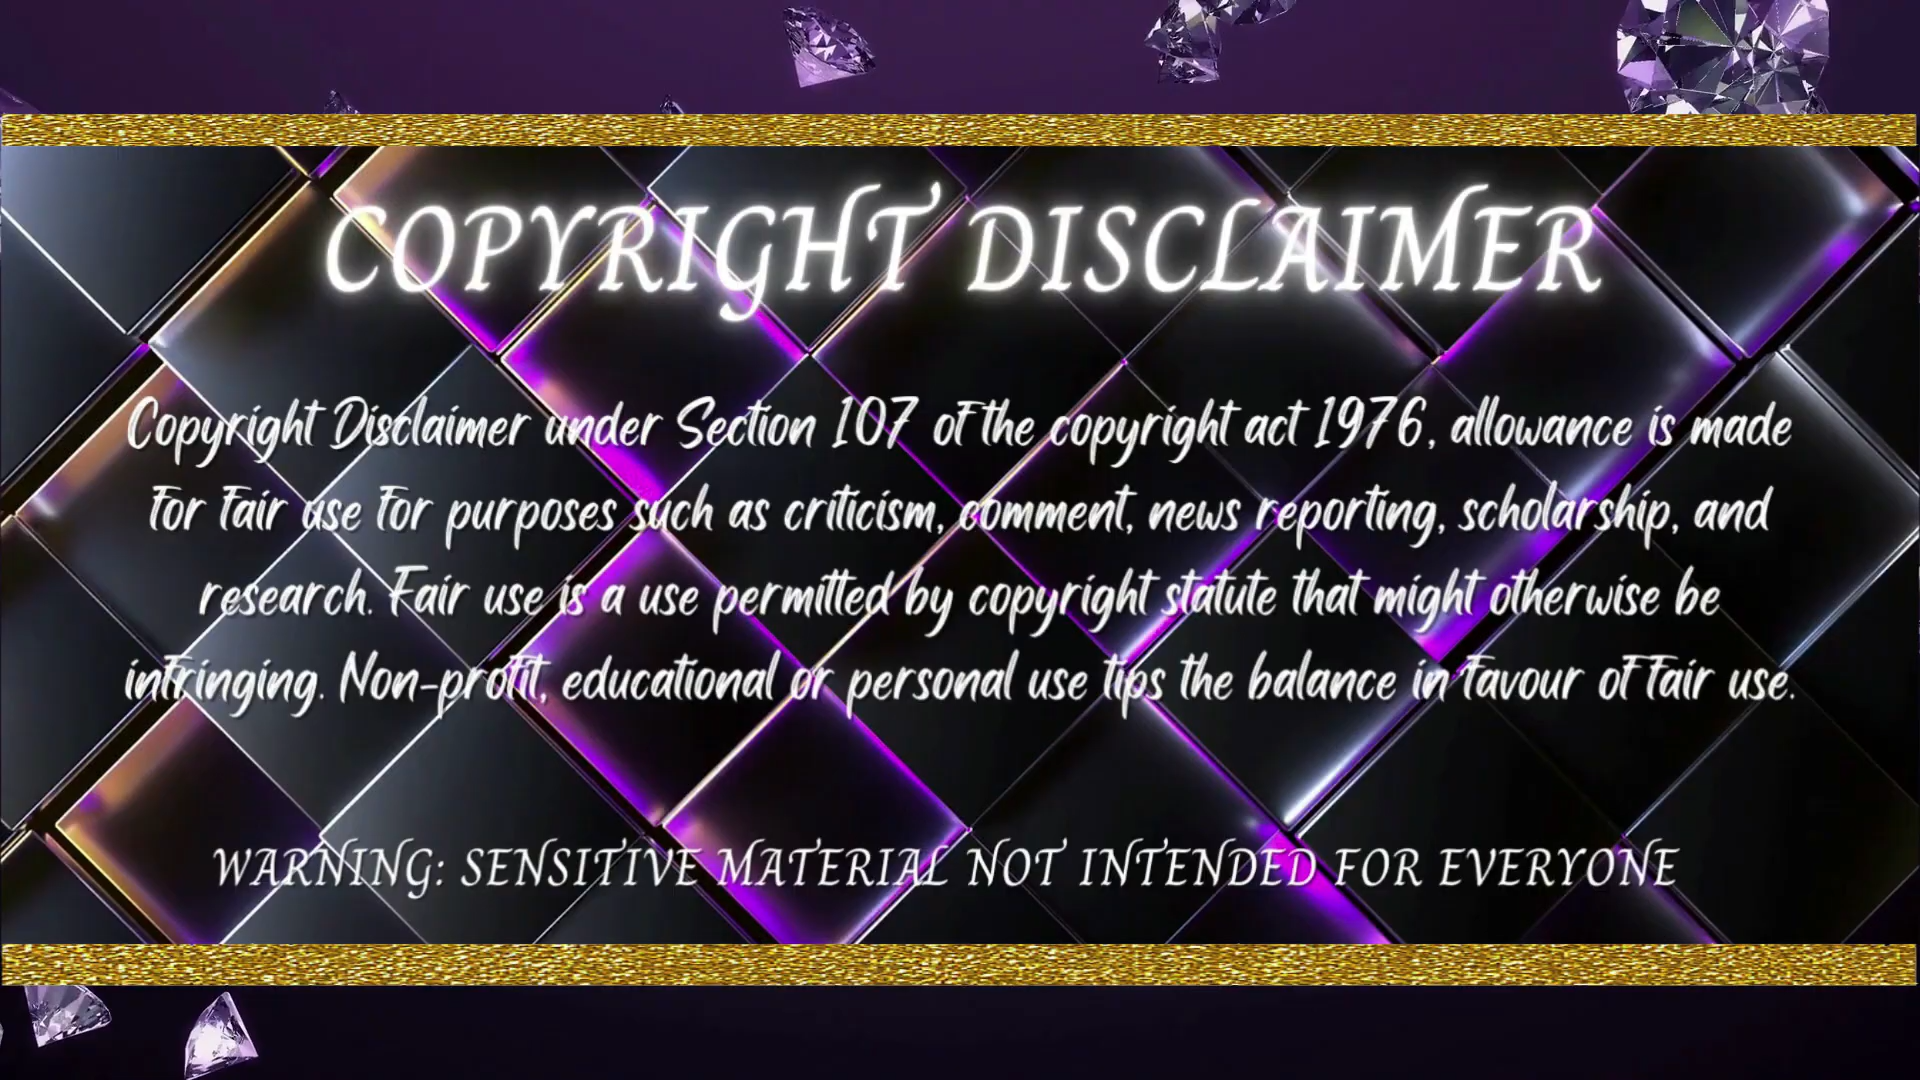 COPYRIGHT DISCLAIMER
Copyright Disclaimer under Section 107 of the copyright act 1976, allowance is made
for fair use for purposes such as criticism, comment, news reporting, scholarship, and
research. Fair use is a use permitted by copyright statute that might otherwise be
infringing. Non-profit, educational or personal use tips the balance in favour of fair use.
WARNING: SENSITIVE MATERIAL NOT INTENDED FOR EVERYONE